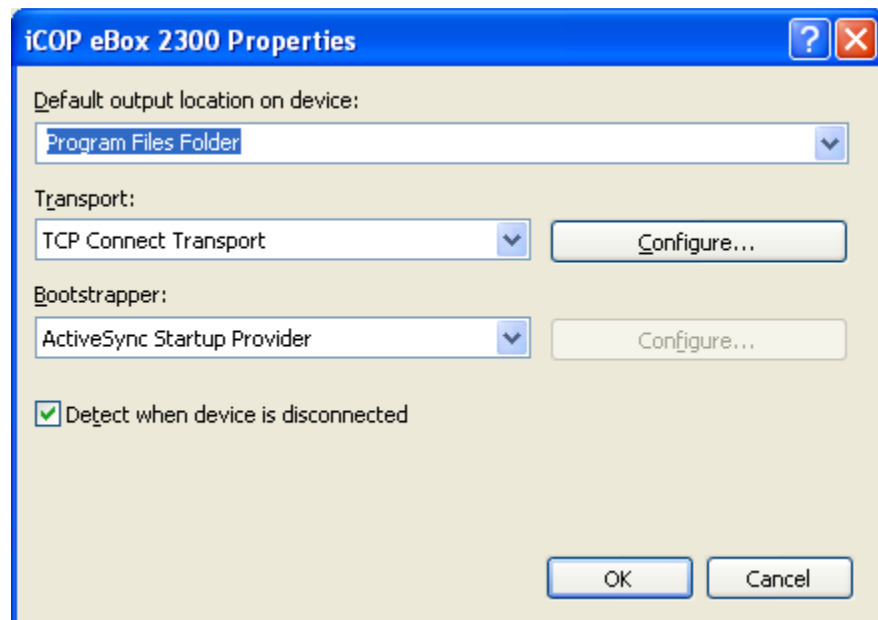 iCOP eBox 2300 Properties
Default output location on device:
Program Files Folder
Transport:
TCP Connect Transport
Configure...
Bootstrapper:
ActiveSync Startup Provider
Configure...
Detect when device is disconnected
OK
Cancel